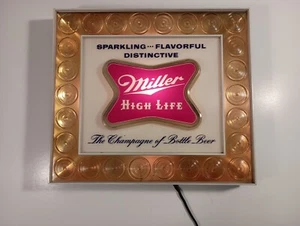 SPARKLING... FLAVORFUL
DISTINCTIVE
Miller
HIGH LIFE
The Champagne of Bottle Beer